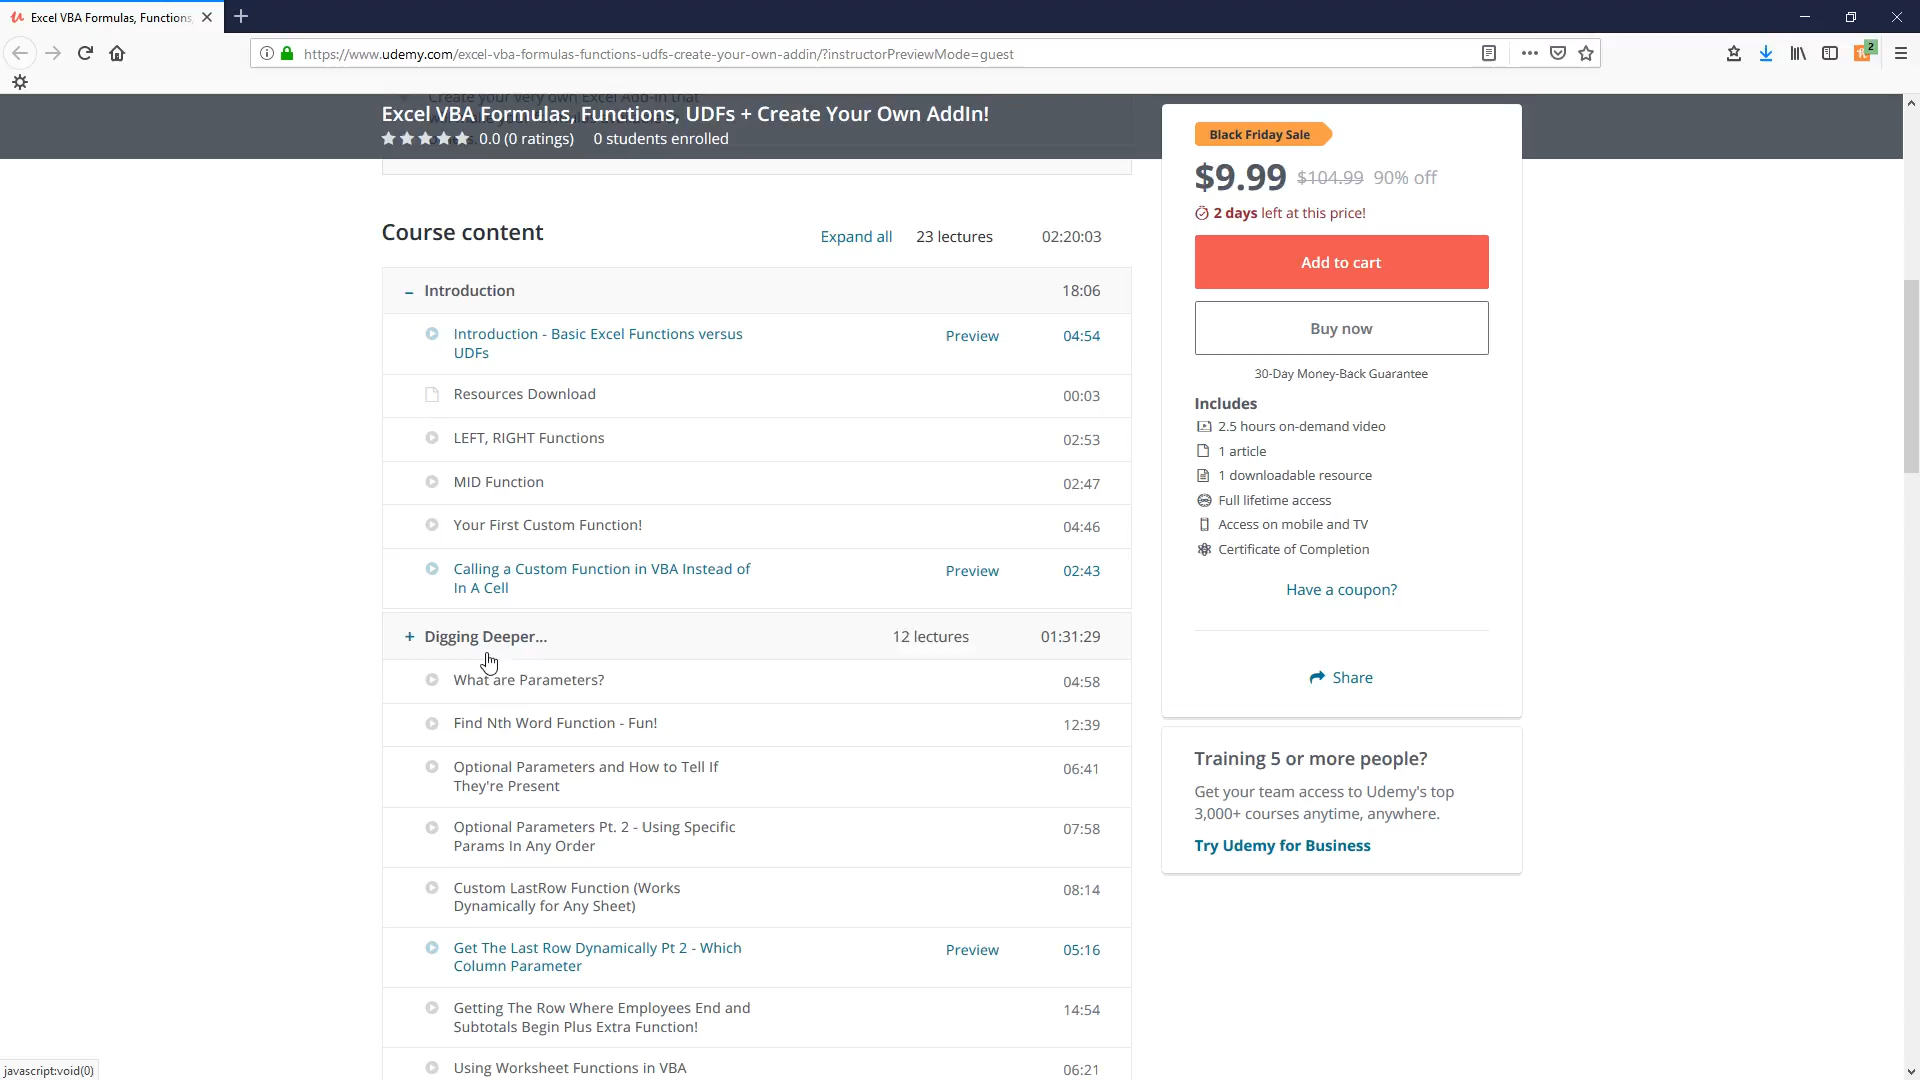 Excel VBA Formulas, Functions,
https://www.udemy.com/excel-vba-formulas-functions-udfs-create-your-own-addin/?instructorPreviewMode=guest
2
Create your very own Excel Add-In that
Excel VBA Formulas, Functions, UDFs + Create Your Own AddIn!
0.0 (0 ratings) 0 students enrolled
Course content
Expand all 23 lectures 02:20:03
– Introduction 18:06
Introduction - Basic Excel Functions versus
UDFs
Preview 04:54
Resources Download 00:03
LEFT, RIGHT Functions 02:53
MID Function 02:47
Your First Custom Function! 04:46
Calling a Custom Function in VBA Instead of
In A Cell
Preview 02:43
+ Digging Deeper... 12 lectures 01:31:29
What are Parameters? 04:58
Find Nth Word Function - Fun! 12:39
Optional Parameters and How to Tell If
They're Present
06:41
Optional Parameters Pt. 2 - Using Specific
Params In Any Order
07:58
Custom LastRow Function (Works
Dynamically for Any Sheet)
08:14
Get The Last Row Dynamically Pt 2 - Which
Column Parameter
Preview 05:16
Getting The Row Where Employees End and
Subtotals Begin Plus Extra Function!
14:54
Using Worksheet Functions in VBA 06:21
Black Friday Sale
$9.99 $104.99 90% off
2 days left at this price!
Add to cart
Buy now
30-Day Money-Back Guarantee
Includes
2.5 hours on-demand video
1 article
1 downloadable resource
Full lifetime access
Access on mobile and TV
Certificate of Completion
Have a coupon?
Share
Training 5 or more people?
Get your team access to Udemy's top
3,000+ courses anytime, anywhere.
Try Udemy for Business
javascript:void(0)